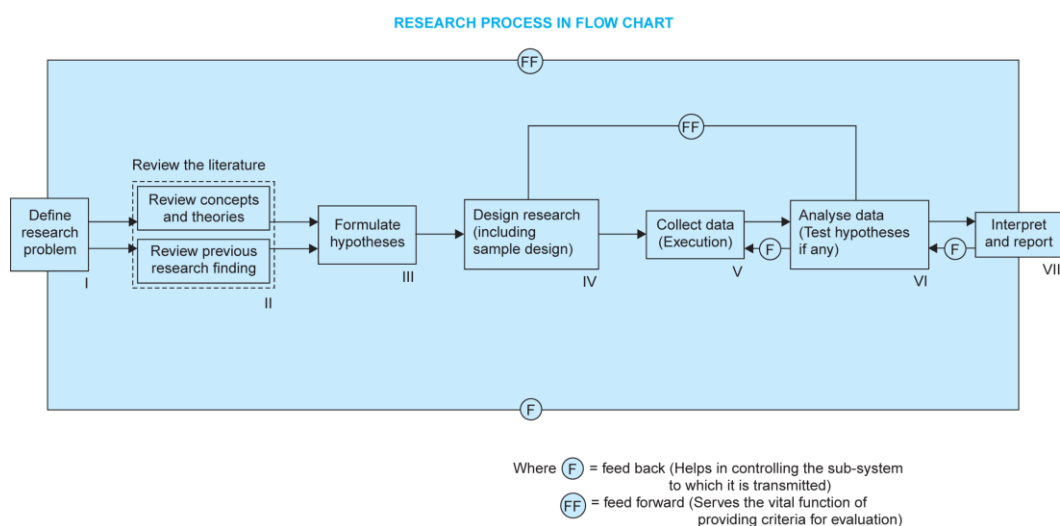 RESEARCH PROCESS IN FLOW CHART
FF
FF
Review the literature
Define
research
problem
I
Review concepts
and theories
Review previous
research finding
II
Formulate
hypotheses
III
Design research
(including
sample design)
IV
Collect data
(Execution)
V
F
Analyse data
(Test hypotheses
if any)
VI
F
Interpret
and report
VII
F
Where F = feed back (Helps in controlling the sub-system
to which it is transmitted)
FF = feed forward (Serves the vital function of
providing criteria for evaluation)